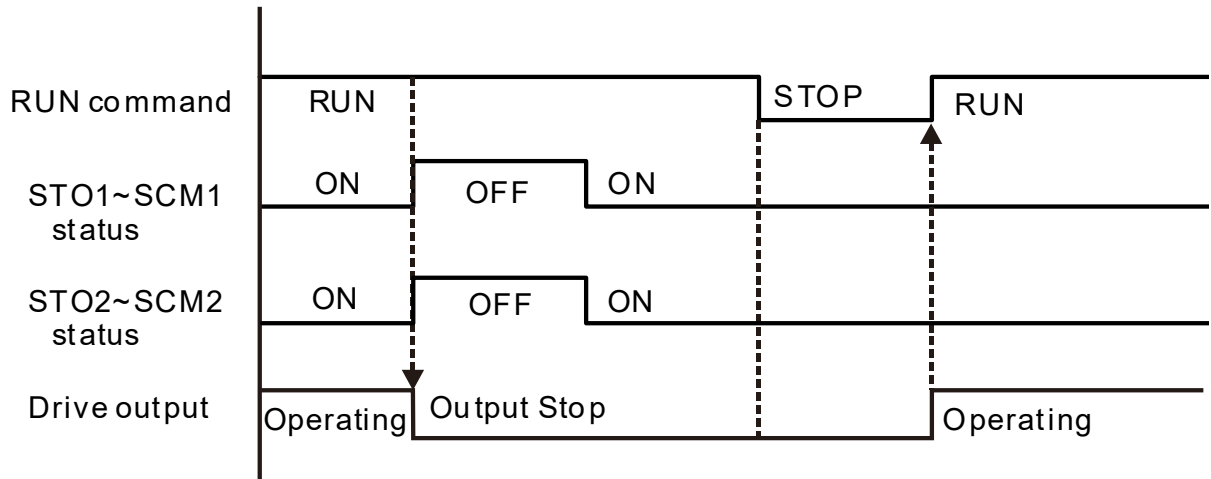 RUN command
RUN
STOP
RUN
STO1~SCM1
status
ON
OFF
ON
STO2~SCM2
status
ON
OFF
ON
Drive output
Operating
Output Stop
Operating